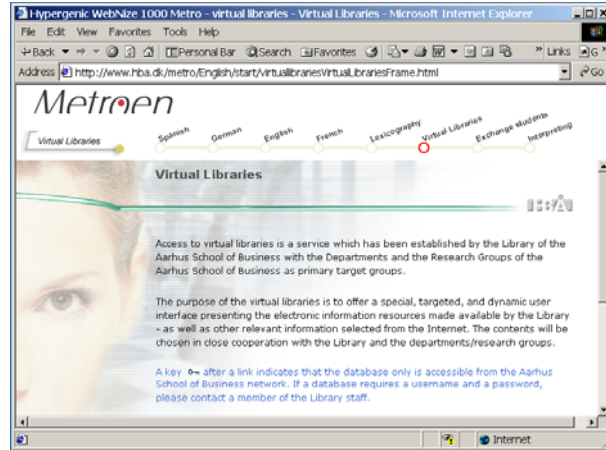 Hypergenic WebNize 1000 Metro - virtual libraries - Virtual Libraries - Microsoft Internet Explorer
File Edit View Favorites Tools Help
Back Personal Bar Search Favorites » Links
Address http://www.hba.dk/metro/English/start/virtuallibrariesVirtualLibrariesFrame.html Go
Metroen
Virtual Libraries
Spanish German English French Lexicography Virtual Libraries Exchange students Interpreting
Virtual Libraries
HHÅ
Access to virtual libraries is a service which has been established by the Library of the
Aarhus School of Business with the Departments and the Research Groups of the
Aarhus School of Business as primary target groups.
The purpose of the virtual libraries is to offer a special, targeted, and dynamic user
interface presenting the electronic information resources made available by the Library
- as well as other relevant information selected from the Internet. The contents will be
chosen in close cooperation with the Library and the departments/research groups.
A key after a link indicates that the database only is accessible from the Aarhus
School of Business network. If a database requires a username and a password,
please contact a member of the Library staff.
Internet